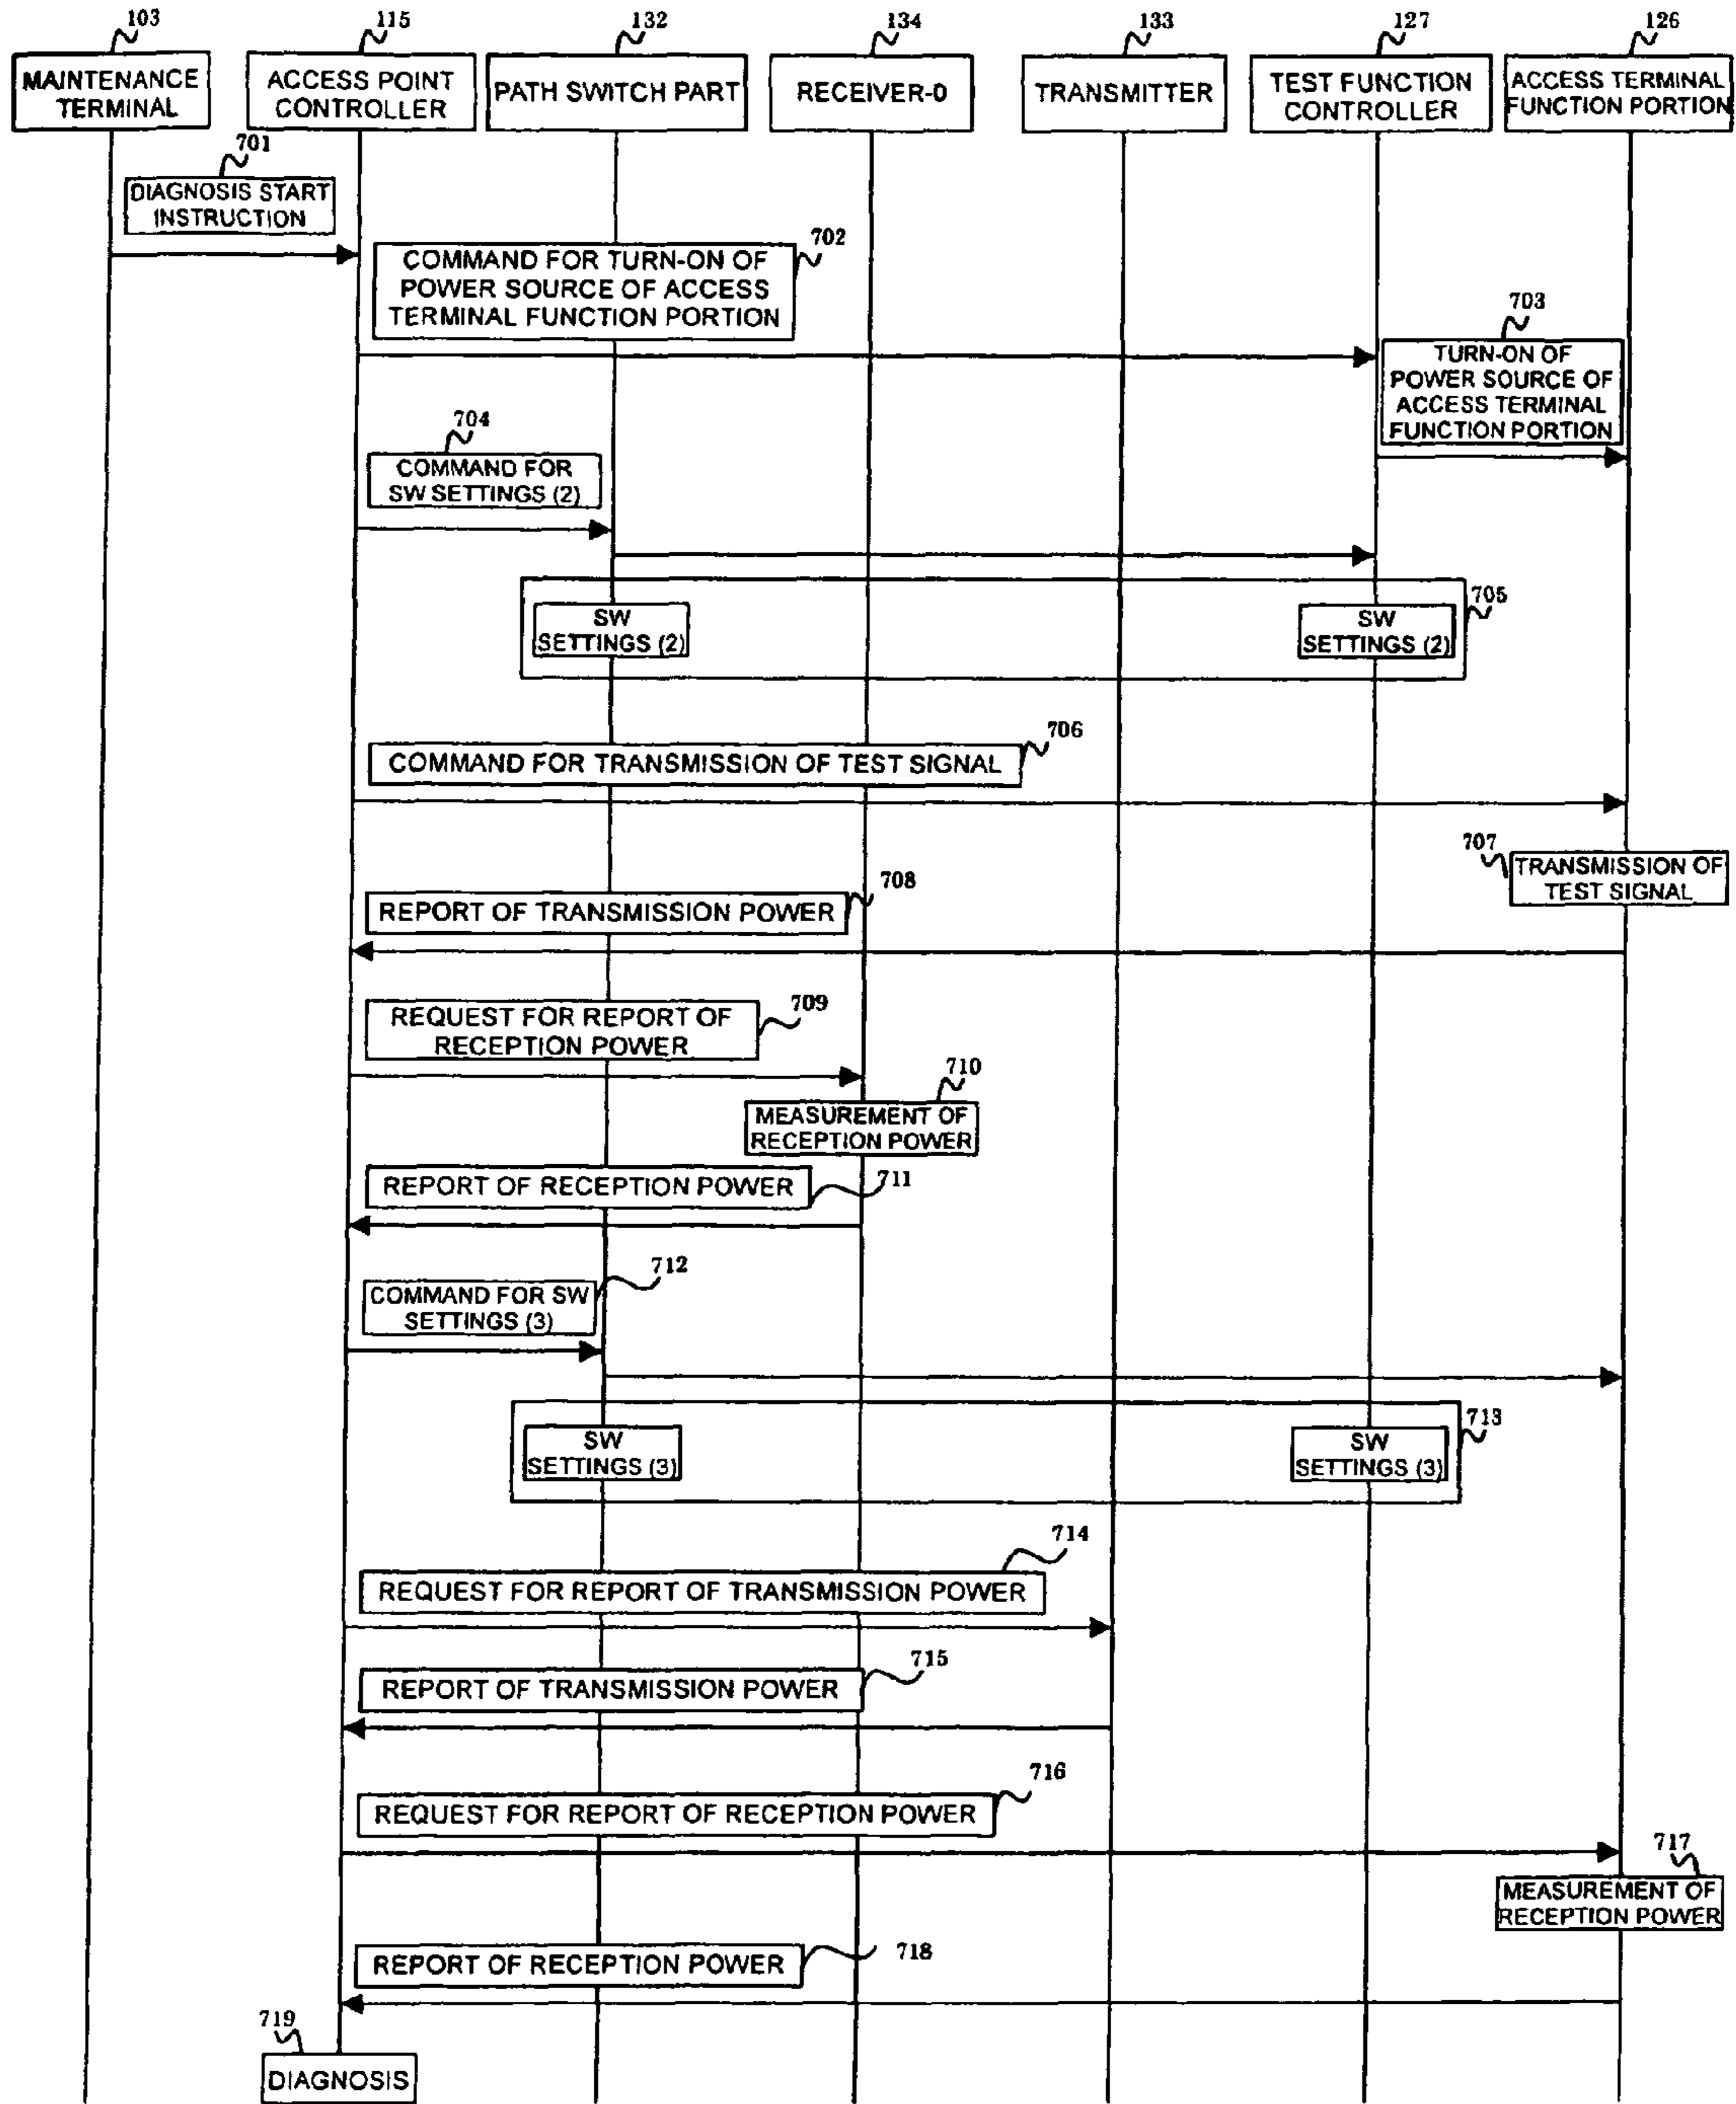 103
115
132
134
133
127
126
MAINTENANCE
TERMINAL
ACCESS POINT
CONTROLLER
PATH SWITCH PART
RECEIVER-0
TRANSMITTER
TEST FUNCTION
CONTROLLER
ACCESS TERMINAL
FUNCTION PORTION
701
DIAGNOSIS START
INSTRUCTION
702
COMMAND FOR TURN-ON OF
POWER SOURCE OF ACCESS
TERMINAL FUNCTION PORTION
703
TURN-ON OF
POWER SOURCE OF
ACCESS TERMINAL
FUNCTION PORTION
704
COMMAND FOR
SW SETTINGS (2)
705
SW
SETTINGS (2)
SW
SETTINGS (2)
706
COMMAND FOR TRANSMISSION OF TEST SIGNAL
707
TRANSMISSION OF
TEST SIGNAL
708
REPORT OF TRANSMISSION POWER
709
REQUEST FOR REPORT OF
RECEPTION POWER
710
MEASUREMENT OF
RECEPTION POWER
711
REPORT OF RECEPTION POWER
712
COMMAND FOR SW
SETTINGS (3)
713
SW
SETTINGS (3)
SW
SETTINGS (3)
714
REQUEST FOR REPORT OF TRANSMISSION POWER
715
REPORT OF TRANSMISSION POWER
716
REQUEST FOR REPORT OF RECEPTION POWER
717
MEASUREMENT OF
RECEPTION POWER
718
REPORT OF RECEPTION POWER
719
DIAGNOSIS